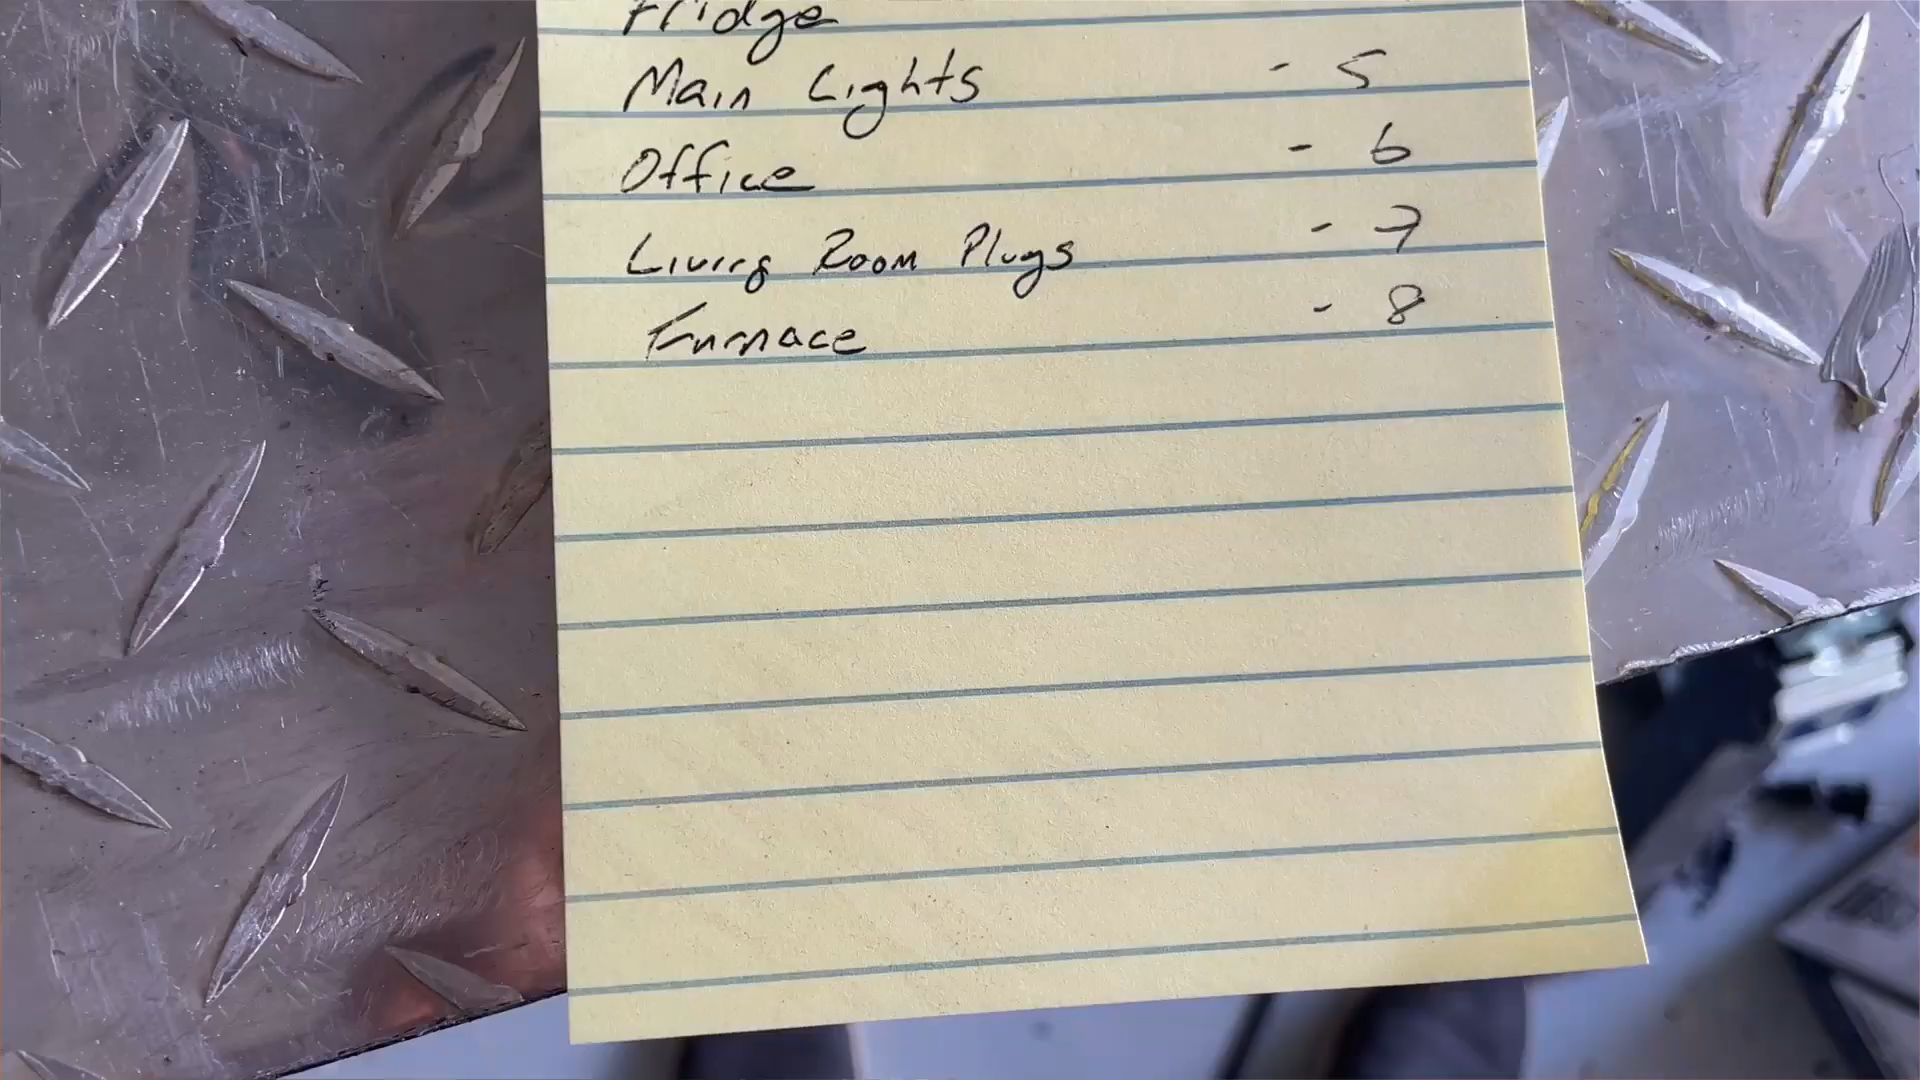 Fridge
Main Lights - 5
Office - 6
Living Room Plugs - 7
Furnace - 8